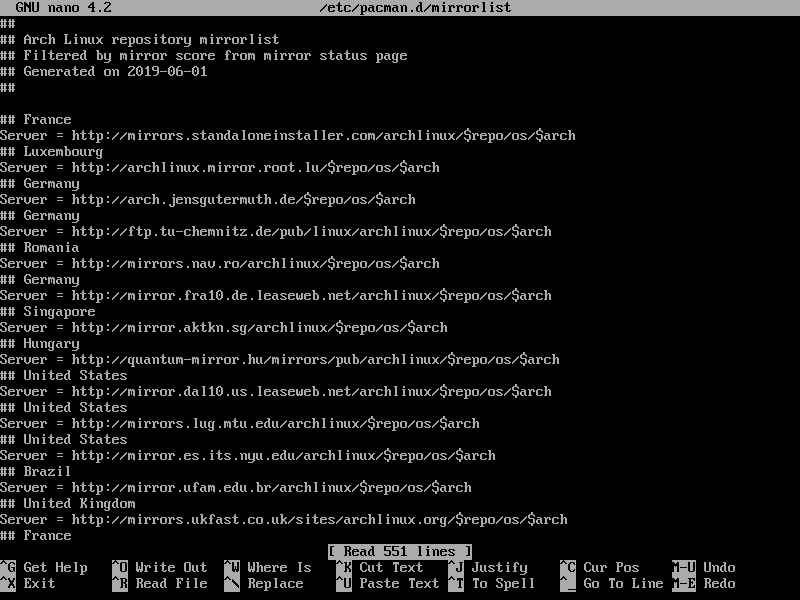 GNU nano 4.2 /etc/pacman.d/mirrorlist
##
## Arch Linux repository mirrorlist
## Filtered by mirror score from mirror status page
## Generated on 2019-06-01
##
## France
Server = http://mirrors.standaloneinstaller.com/archlinux/$repo/os/$arch
## Luxembourg
Server = http://archlinux.mirror.root.lu/$repo/os/$arch
## Germany
Server = http://arch.jensgutermuth.de/$repo/os/$arch
## Germany
Server = http://ftp.tu-chemnitz.de/pub/linux/archlinux/$repo/os/$arch
## Romania
Server = http://mirrors.nav.ro/archlinux/$repo/os/$arch
## Germany
Server = http://mirror.fra10.de.leaseweb.net/archlinux/$repo/os/$arch
## Singapore
Server = http://mirror.aktkn.sg/archlinux/$repo/os/$arch
## Hungary
Server = http://quantum-mirror.hu/mirrors/pub/archlinux/$repo/os/$arch
## United States
Server = http://mirror.dal10.us.leaseweb.net/archlinux/$repo/os/$arch
## United States
Server = http://mirrors.lug.mtu.edu/archlinux/$repo/os/$arch
## United States
Server = http://mirror.es.its.nyu.edu/archlinux/$repo/os/$arch
## Brazil
Server = http://mirror.ufam.edu.br/archlinux/$repo/os/$arch
## United Kingdom
Server = http://mirrors.ukfast.co.uk/sites/archlinux.org/$repo/os/$arch
## France
[ Read 551 lines ]
^G Get Help ^O Write Out ^W Where Is ^K Cut Text ^J Justify ^C Cur Pos M-U Undo
^X Exit ^R Read File ^\ Replace ^U Paste Text ^T To Spell ^_ Go To Line M-E Redo